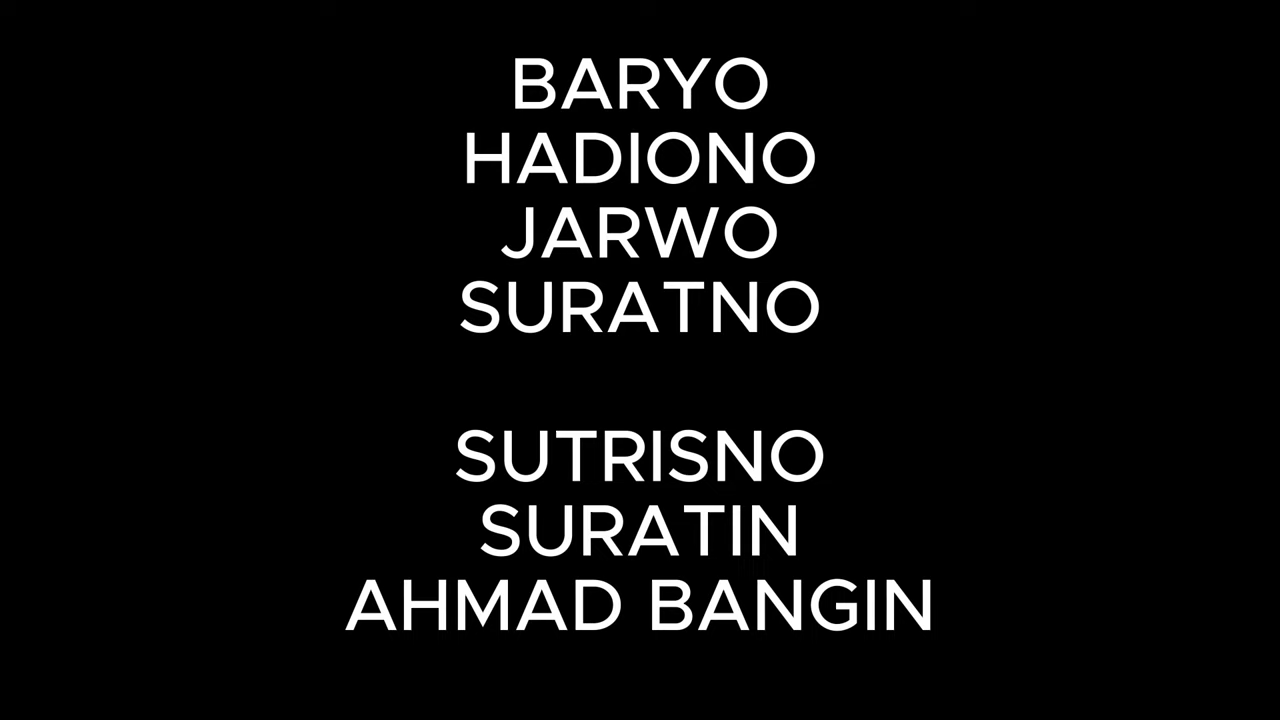 BARYO
HADIONO
JARWO
SURATNO
SUTRISNO
SURATIN
AHMAD BANGIN